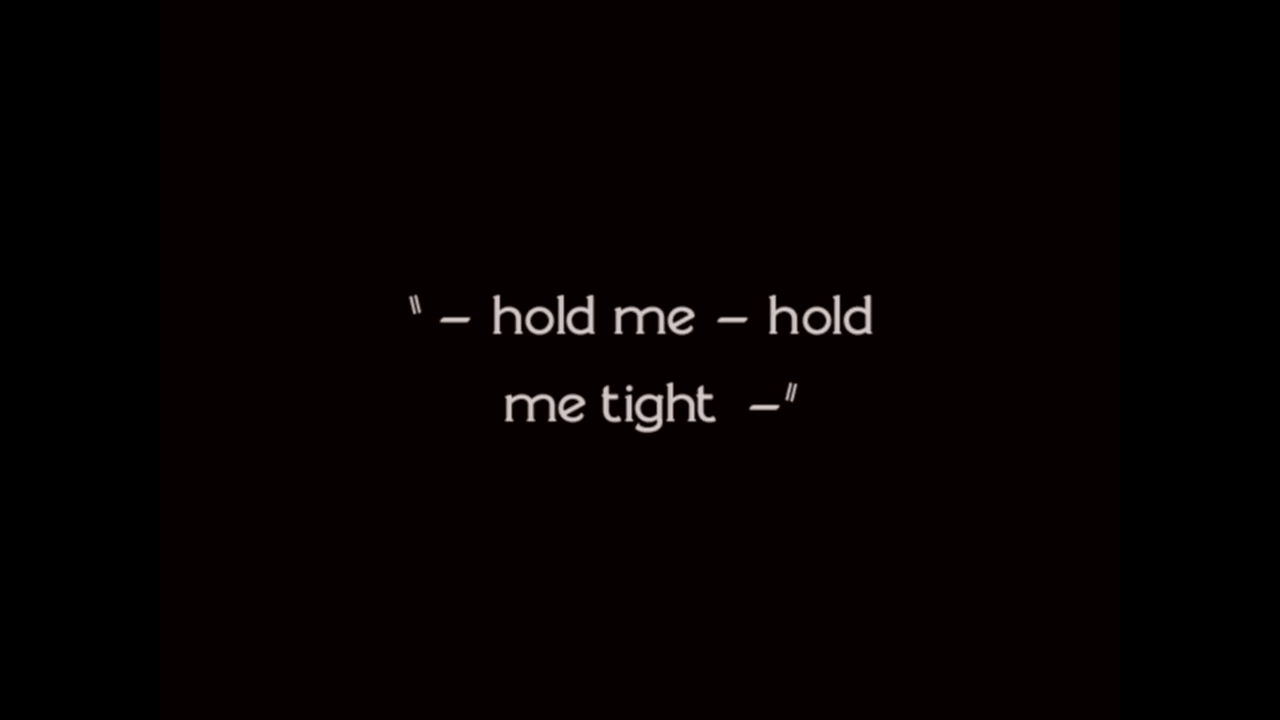 " – hold me – hold
me tight –"